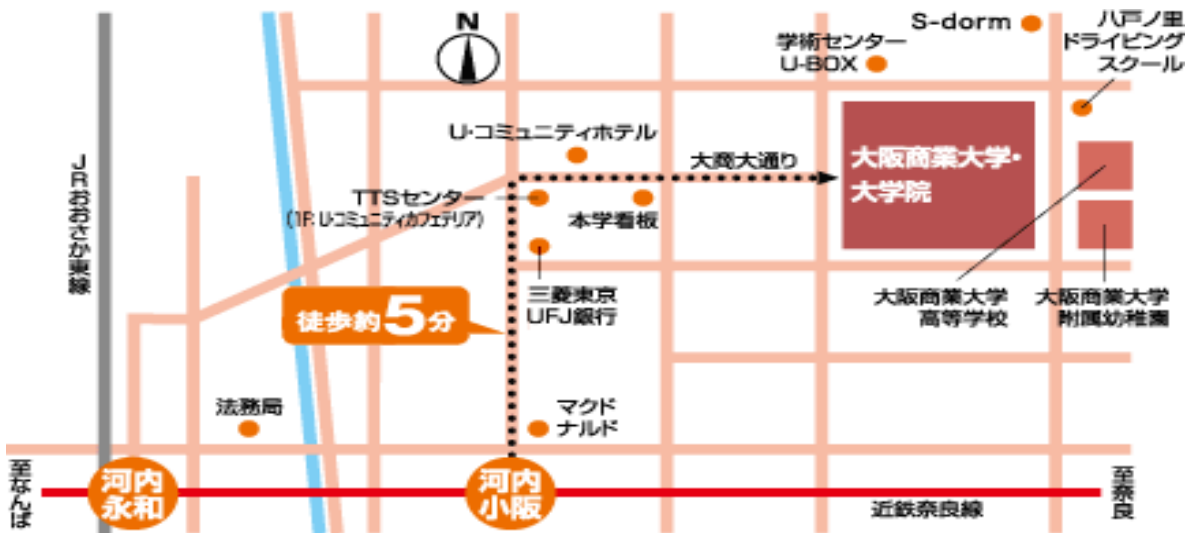 N
S-dorm
八戸ノ里
ドライビング
スクール
学術センター
U-BOX
U・コミュニティホテル
大商大通り
大阪商業大学・
大学院
JRおおさか東線
TTSセンター
(1F: U・コミュニティカフェテリア)
本学看板
三菱東京
UFJ銀行
大阪商業大学
高等学校
大阪商業大学
附属幼稚園
徒歩約5分
法務局
マクド
ナルド
至なんば
河内
永和
河内
小阪
近鉄奈良線
至奈良